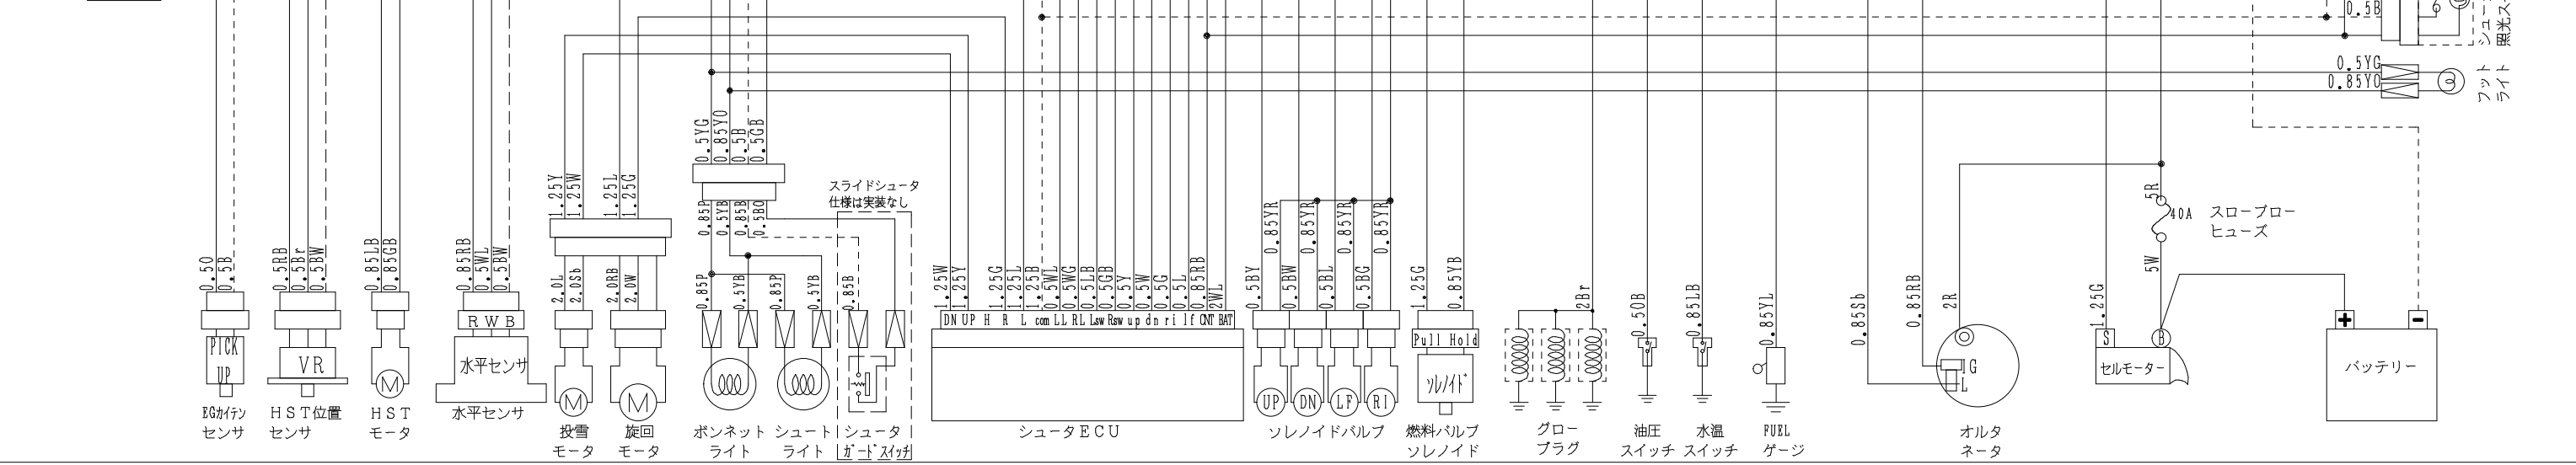 0.5B
6
シュー
照光ス
0.5YG
0.85YO
フット
ライト
0.5YG
0.85YO
0.5B
0.5GB
スライドシュータ
仕様は実装なし
1.25Y
1.25W
1.25L
1.25G
0.85P
0.5YB
0.85B
0.5BO
0.85YR
0.85YR
0.85YR
0.85YR
5R
40A
スローブロー
ヒューズ
5W
0.5O
0.5B
0.5RB
0.5Br
0.5BW
0.85LB
0.85GB
0.85RB
0.5WL
0.5BW
2.0L
2.0Sb
2.0RB
2.0W
0.85P
0.5YB
0.85P
0.5YB
0.85B
1.25W
1.25Y
1.25G
1.25L
1.25B
0.5WL
0.5WG
0.5LB
0.5GB
0.5Y
0.5W
0.5G
0.5L
0.85RB
2WL
0.5BY
0.5BW
0.5BL
0.5BG
1.25G
0.85YB
2Br
0.5OB
0.85LB
0.85YL
0.85Sb
0.85RB
2R
1.25G
R W B
DN UP H R L com LL RL Lsw Rsw up dn ri lf CNT BAT
Pull Hold
PICK
UP
VR
M
水平センサ
M
M
ソレノイド
UP
DN
LF
RI
IG
L
S
B
セルモーター
+
-
バッテリー
EGカイテン
センサ
HST位置
センサ
HST
モータ
水平センサ
投雪
モータ
旋回
モータ
ボンネット
ライト
シュート
ライト
シュータ
ガードスイッチ
シュータECU
ソレノイドバルブ
燃料バルブ
ソレノイド
グロー
プラグ
油圧
スイッチ
水温
スイッチ
FUEL
ゲージ
オルタ
ネータ